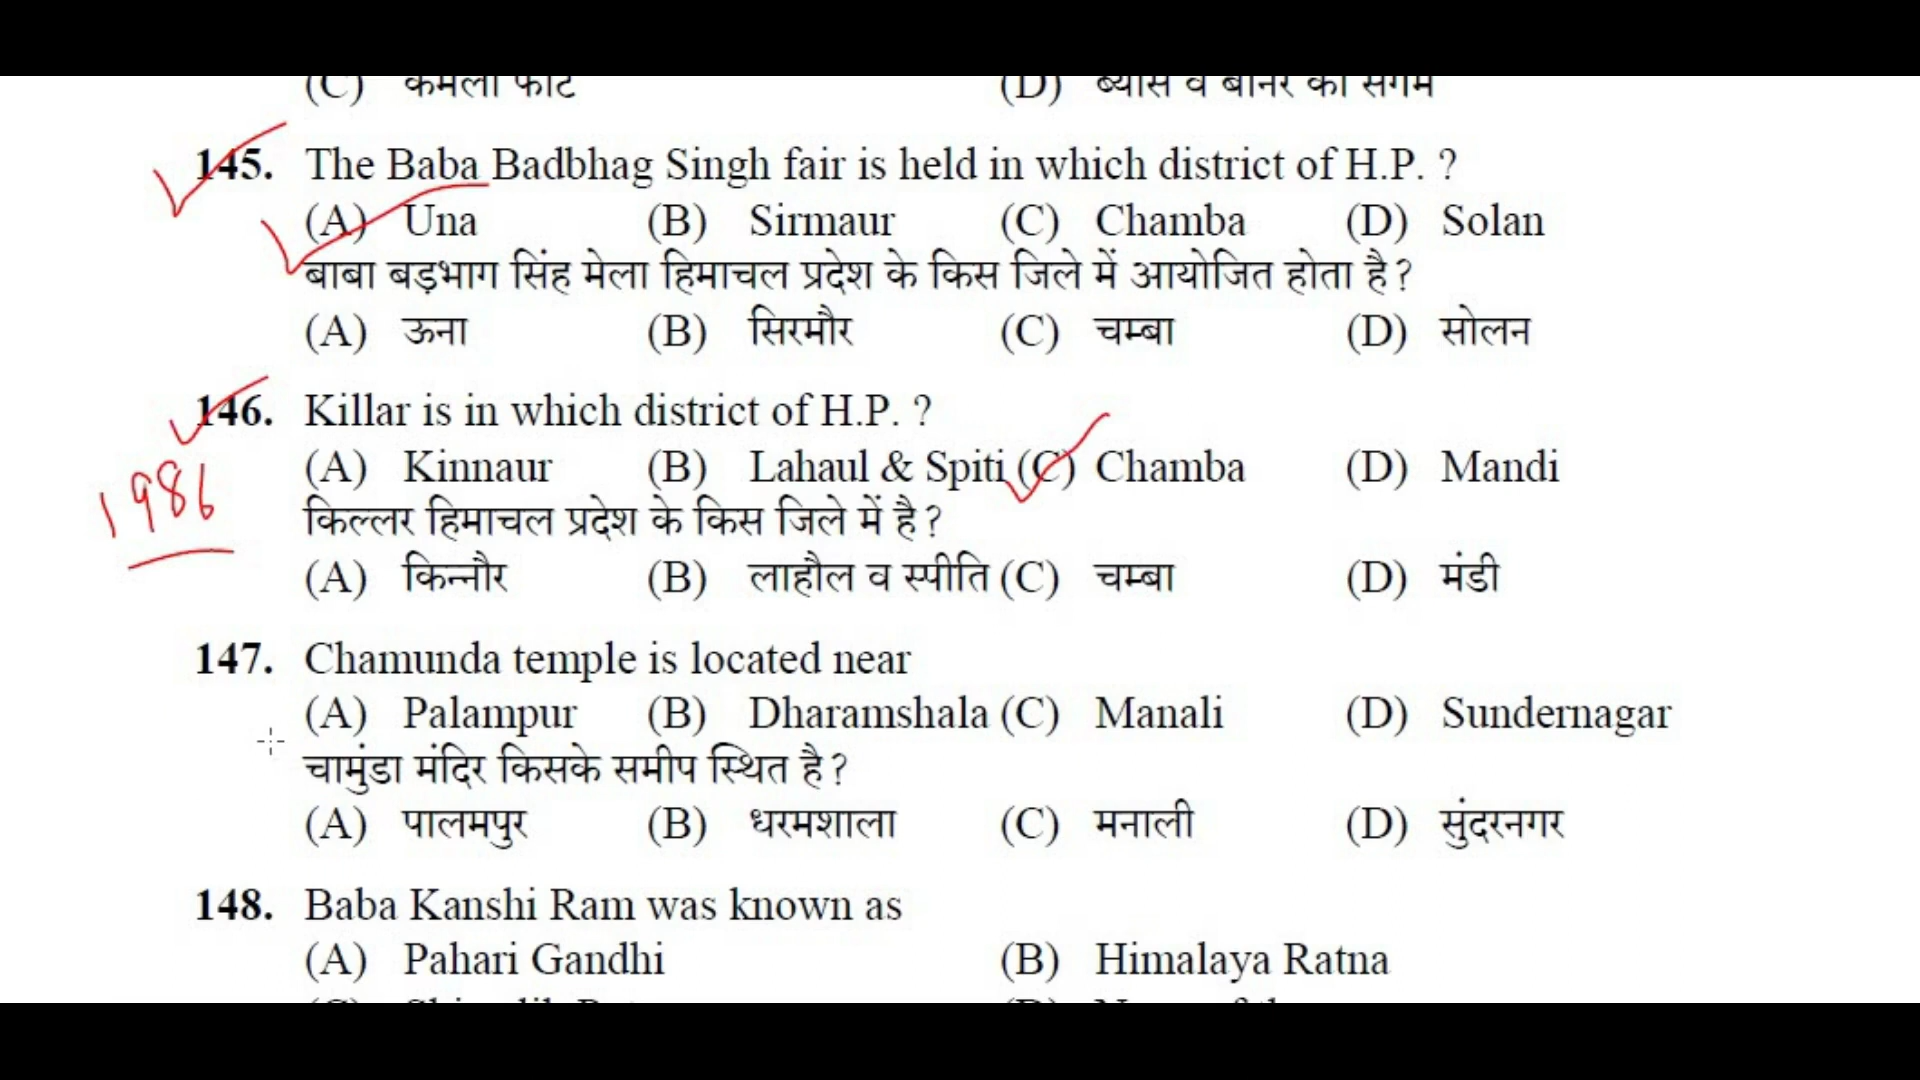 (C) कमला फोर्ट (D) ब्यास व बानर का संगम
145. The Baba Badbhag Singh fair is held in which district of H.P. ?
(A) Una (B) Sirmaur (C) Chamba (D) Solan
बाबा बड़भाग सिंह मेला हिमाचल प्रदेश के किस जिले में आयोजित होता है ?
(A) ऊना (B) सिरमौर (C) चम्बा (D) सोलन
146. Killar is in which district of H.P. ?
(A) Kinnaur (B) Lahaul & Spiti (C) Chamba (D) Mandi
1986
किल्लर हिमाचल प्रदेश के किस जिले में है ?
(A) किन्नौर (B) लाहौल व स्पीति (C) चम्बा (D) मंडी
147. Chamunda temple is located near
(A) Palampur (B) Dharamshala (C) Manali (D) Sundernagar
चामुंडा मंदिर किसके समीप स्थित है ?
(A) पालमपुर (B) धरमशाला (C) मनाली (D) सुंदरनगर
148. Baba Kanshi Ram was known as
(A) Pahari Gandhi (B) Himalaya Ratna